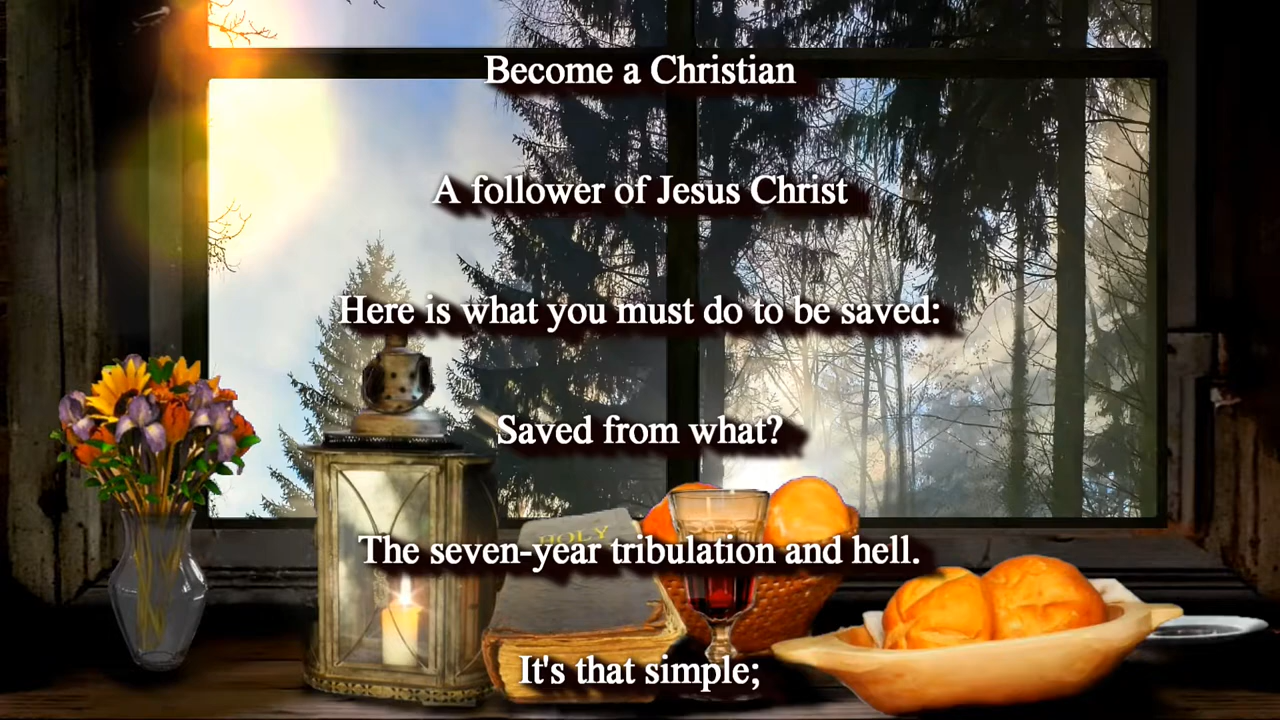 Become a Christian
A follower of Jesus Christ
Here is what you must do to be saved:
Saved from what?
HOLY
The seven-year tribulation and hell.
It's that simple;